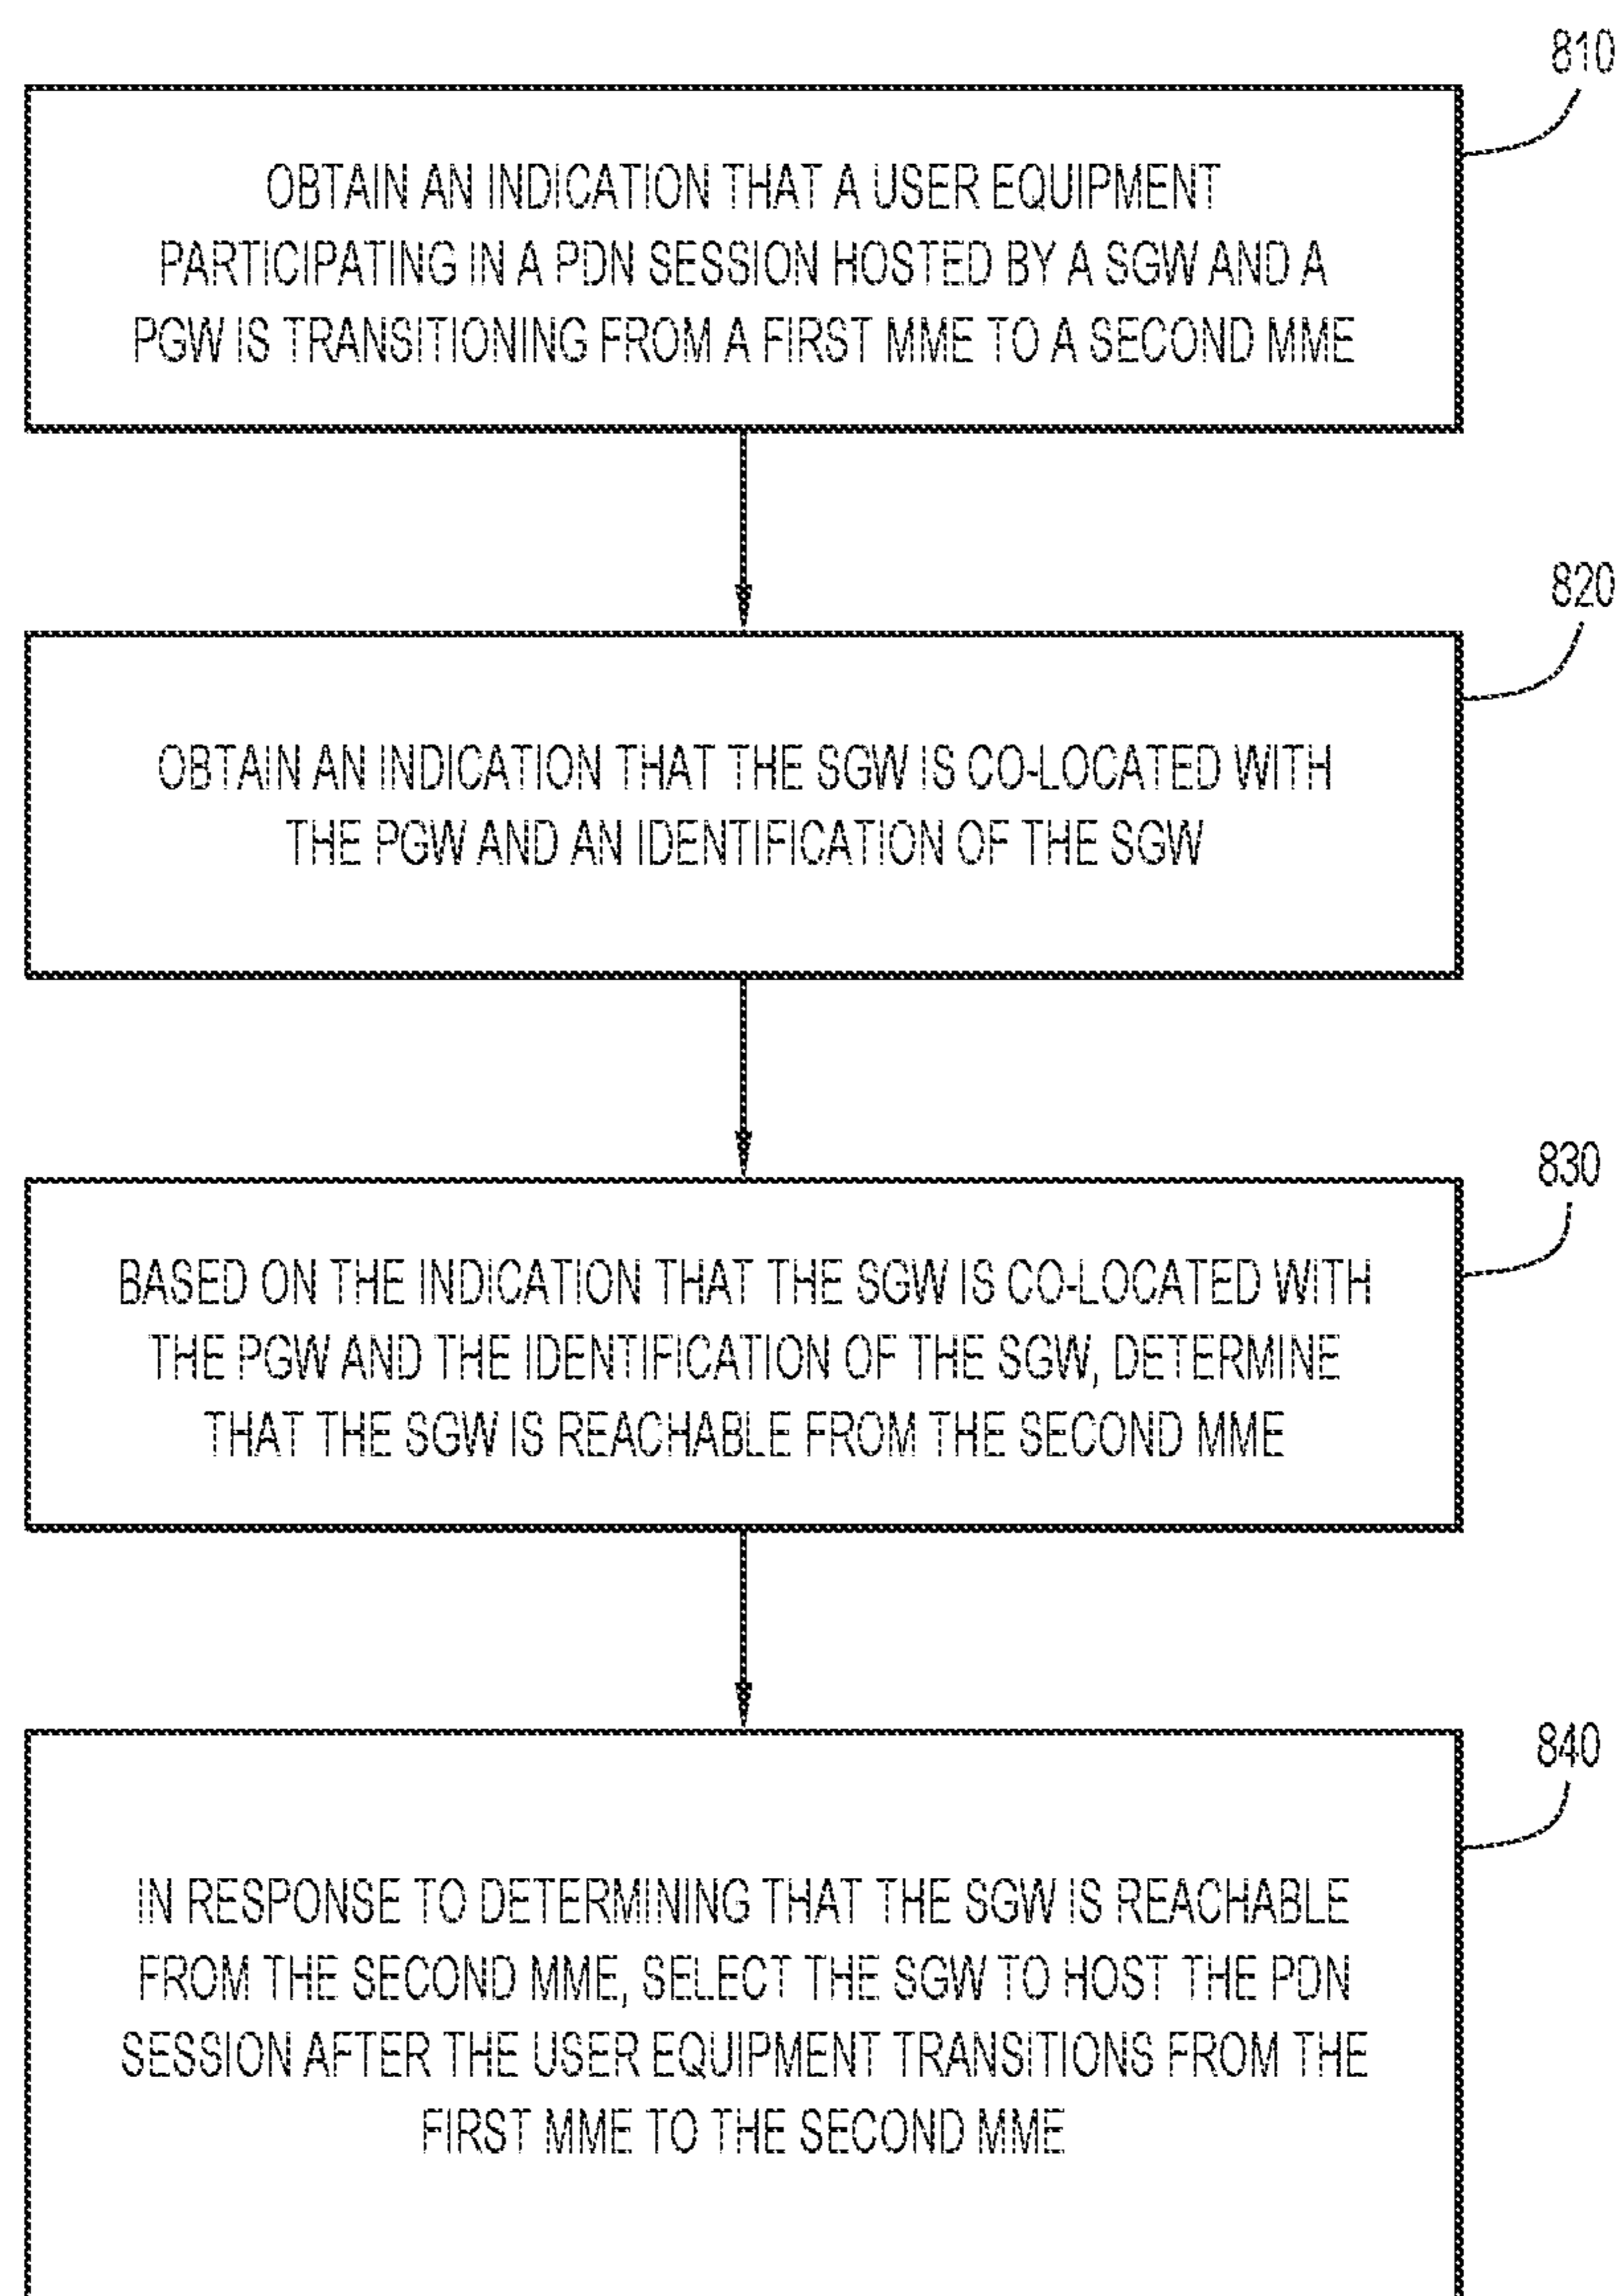 810
OBTAIN AN INDICATION THAT A USER EQUIPMENT
PARTICIPATING IN A PDN SESSION HOSTED BY A SGW AND A
PGW IS TRANSITIONING FROM A FIRST MME TO A SECOND MME
820
OBTAIN AN INDICATION THAT THE SGW IS CO-LOCATED WITH
THE PGW AND AN IDENTIFICATION OF THE SGW
830
BASED ON THE INDICATION THAT THE SGW IS CO-LOCATED WITH
THE PGW AND THE IDENTIFICATION OF THE SGW, DETERMINE
THAT THE SGW IS REACHABLE FROM THE SECOND MME
840
IN RESPONSE TO DETERMINING THAT THE SGW IS REACHABLE
FROM THE SECOND MME, SELECT THE SGW TO HOST THE PDN
SESSION AFTER THE USER EQUIPMENT TRANSITIONS FROM THE
FIRST MME TO THE SECOND MME